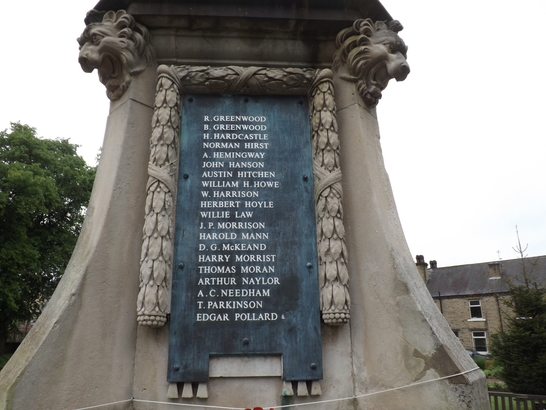 R. GREENWOOD
B. GREENWOOD
H. HARDCASTLE
NORMAN HIRST
A. HEMINGWAY
JOHN HANSON
AUSTIN HITCHEN
WILLIAM H. HOWE
W. HARRISON
HERBERT HOYLE
WILLIE LAW
J. P. MORRISON
HAROLD MANN
D. G. McKEAND
HARRY MORRIST
THOMAS MORAN
ARTHUR NAYLOR
A. C. NEEDHAM
T. PARKINSON
EDGAR POLLARD